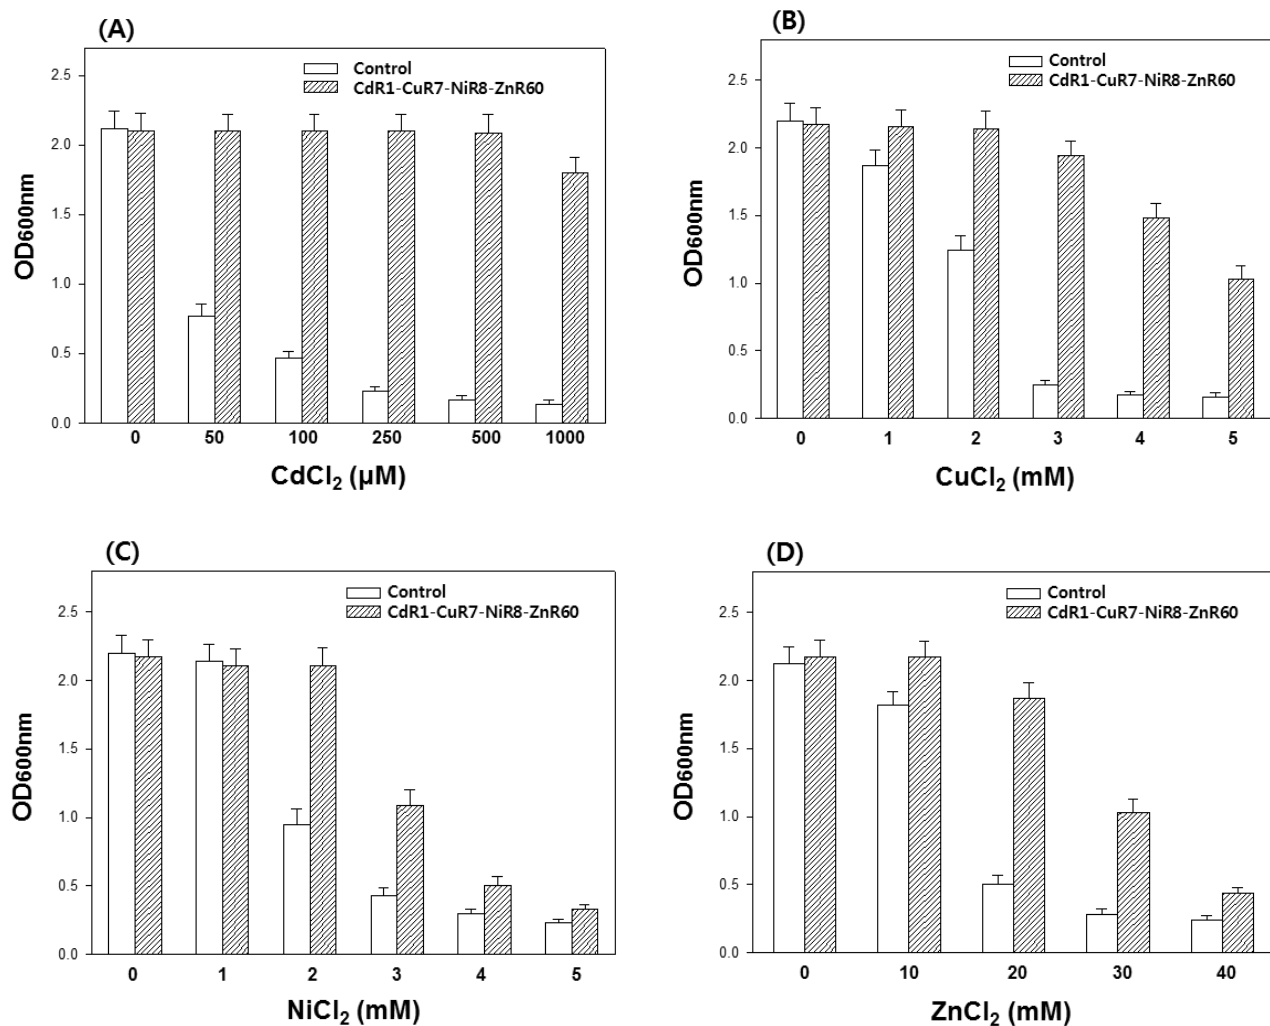 (A)
Control
CdR1-CuR7-NiR8-ZnR60
2.5
2.0
1.5
1.0
0.5
0.0
OD600nm
0 50 100 250 500 1000
CdCl2 (μM)
(B)
Control
CdR1-CuR7-NiR8-ZnR60
2.5
2.0
1.5
1.0
0.5
0.0
OD600nm
0 1 2 3 4 5
CuCl2 (mM)
(C)
Control
CdR1-CuR7-NiR8-ZnR60
2.5
2.0
1.5
1.0
0.5
0.0
OD600nm
0 1 2 3 4 5
NiCl2 (mM)
(D)
Control
CdR1-CuR7-NiR8-ZnR60
2.5
2.0
1.5
1.0
0.5
0.0
OD600nm
0 10 20 30 40
ZnCl2 (mM)